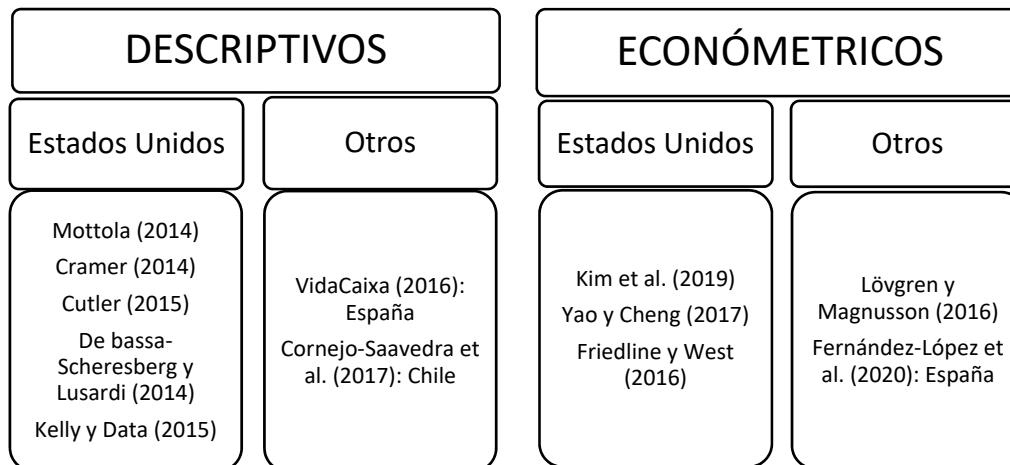 DESCRIPTIVOS
Estados Unidos
Otros
Mottola (2014)
Cramer (2014)
Cutler (2015)
De bassa-
Scheresberg y
Lusardi (2014)
Kelly y Data (2015)
VidaCaixa (2016):
España
Cornejo-Saavedra et
al. (2017): Chile
ECONÓMETRICOS
Estados Unidos
Otros
Kim et al. (2019)
Yao y Cheng (2017)
Friedline y West
(2016)
Lövgren y
Magnusson (2016)
Fernández-López et
al. (2020): España